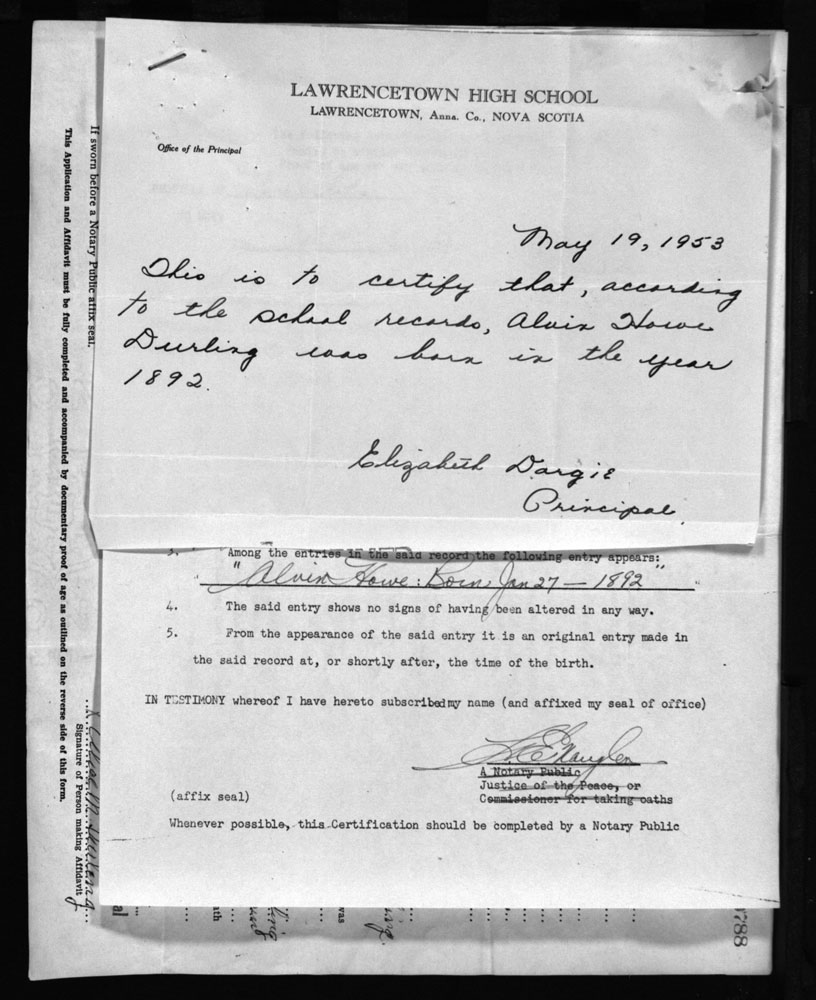 LAWRENCETOWN HIGH SCHOOL
LAWRENCETOWN, Anna. Co., NOVA SCOTIA
Office of the Principal
May 19, 1953
This is to certify that, according
to the school records, Alvin Howe
Durling was born in the year
1892.
Elizabeth Dargie
Principal.
3. Among the entries in the said record the following entry appears:
"Alvin Howe: Born Jan 27 — 1892"
4. The said entry shows no signs of having been altered in any way.
5. From the appearance of the said entry it is an original entry made in
the said record at, or shortly after, the time of the birth.
IN TESTIMONY whereof I have hereto subscribed my name (and affixed my seal of office)
A Notary Public
Justice of the Peace, or
Commissioner for taking oaths
(affix seal)
Whenever possible, this Certification should be completed by a Notary Public
If sworn before a Notary Public affix seal.
This Application and Affidavit must be fully completed and accompanied by documentary proof of age as outlined on the reverse side of this form.
Signature of Person making Affidavit
was
788